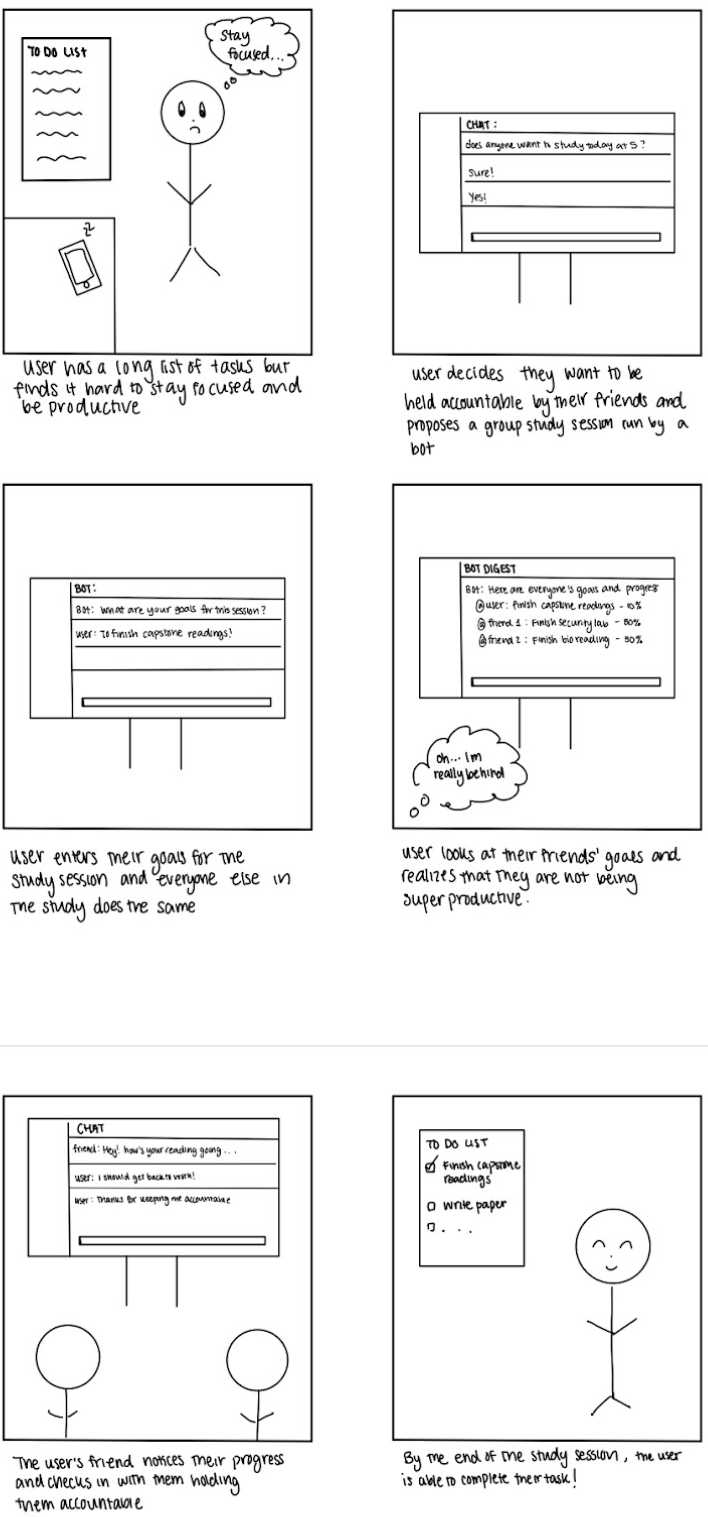 TO DO LIST
Stay
focused...
zz
user has a long list of tasks but
finds it hard to stay focused and
be productive
CHAT:
does anyone want to study today at 5?
sure!
Yes!
user decides they want to be
held accountable by their friends and
proposes a group study session run by a
bot
BOT:
Bot: What are your goals for this session?
user: To finish capstone readings!
user enters their goals for the
study session and everyone else in
the study does the same
BOT DIGEST
Bot: Here are everyone's goals and progress
@user: finish capstone readings - 10%
@friend 1: Finish security lab - 50%
@friend 2: Finish bio reading - 50%
oh... Im
really behind
user looks at their friends' goals and
realizes that they are not being
super productive.
CHAT
friend: Hey! how's your reading going...
user: I should get back to work!
user: Thanks for keeping me accountable
The user's friend notices their progress
and checks in with them holding
them accountable
TO DO LIST
Finish capstone
readings
write paper
. . .
By the end of the study session, the user
is able to complete their task!